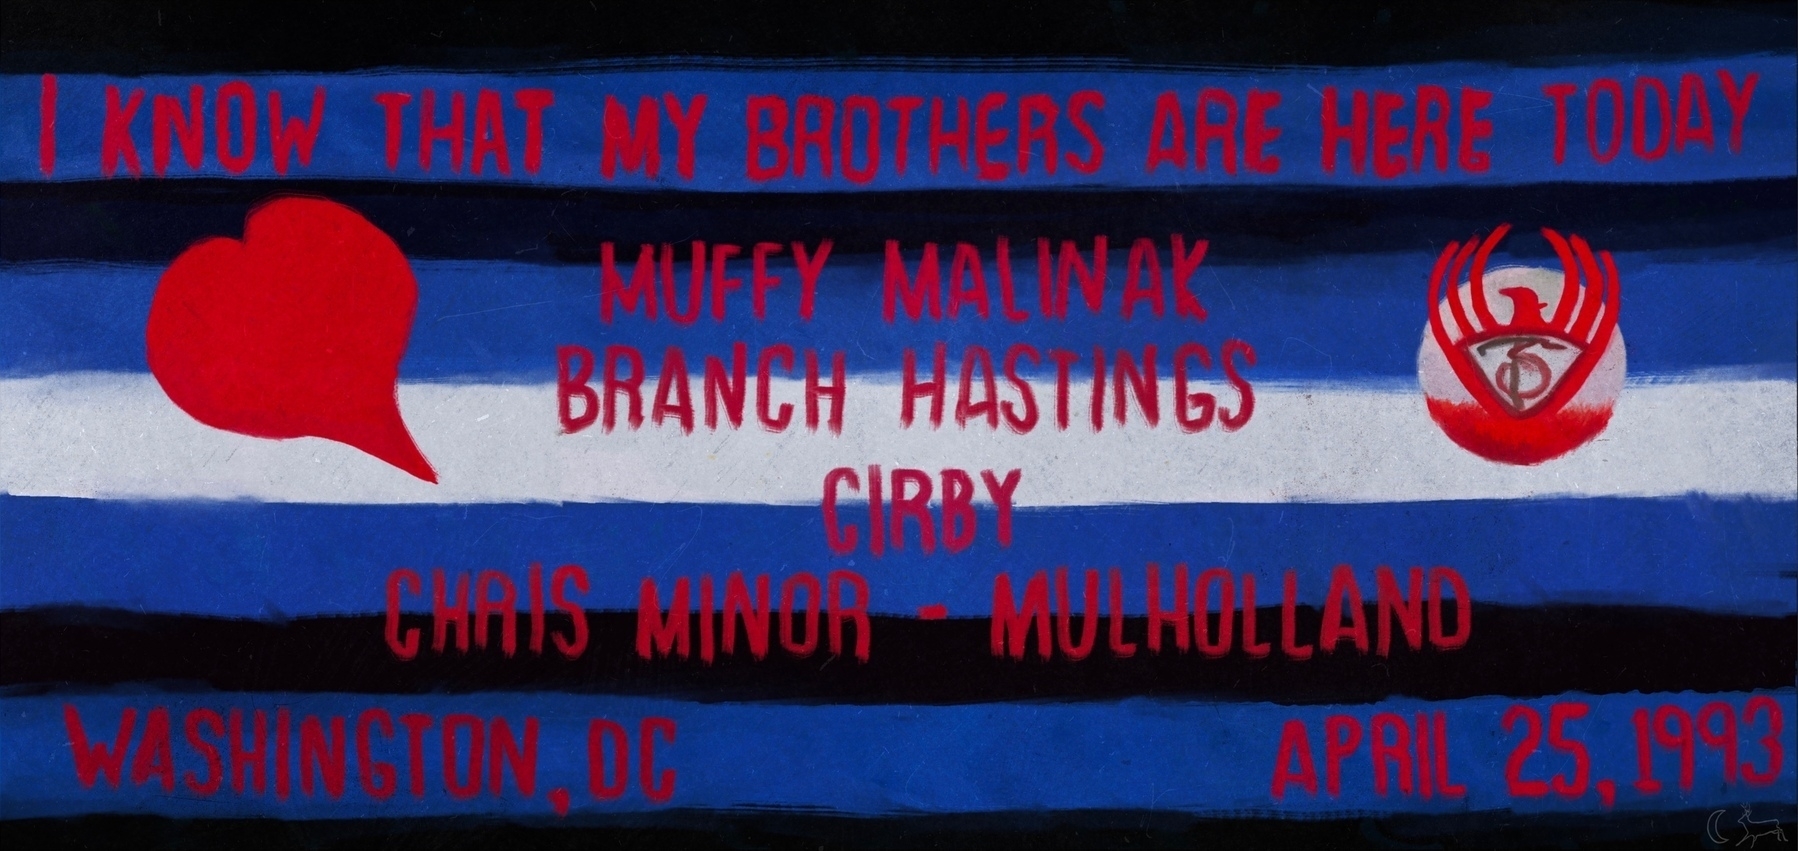 I KNOW THAT MY BROTHERS ARE HERE TODAY
MUFFY MALINAK
BRANCH HASTINGS
CIRBY
CHRIS MINOR - MULHOLLAND
WASHINGTON, DC
APRIL 25, 1993